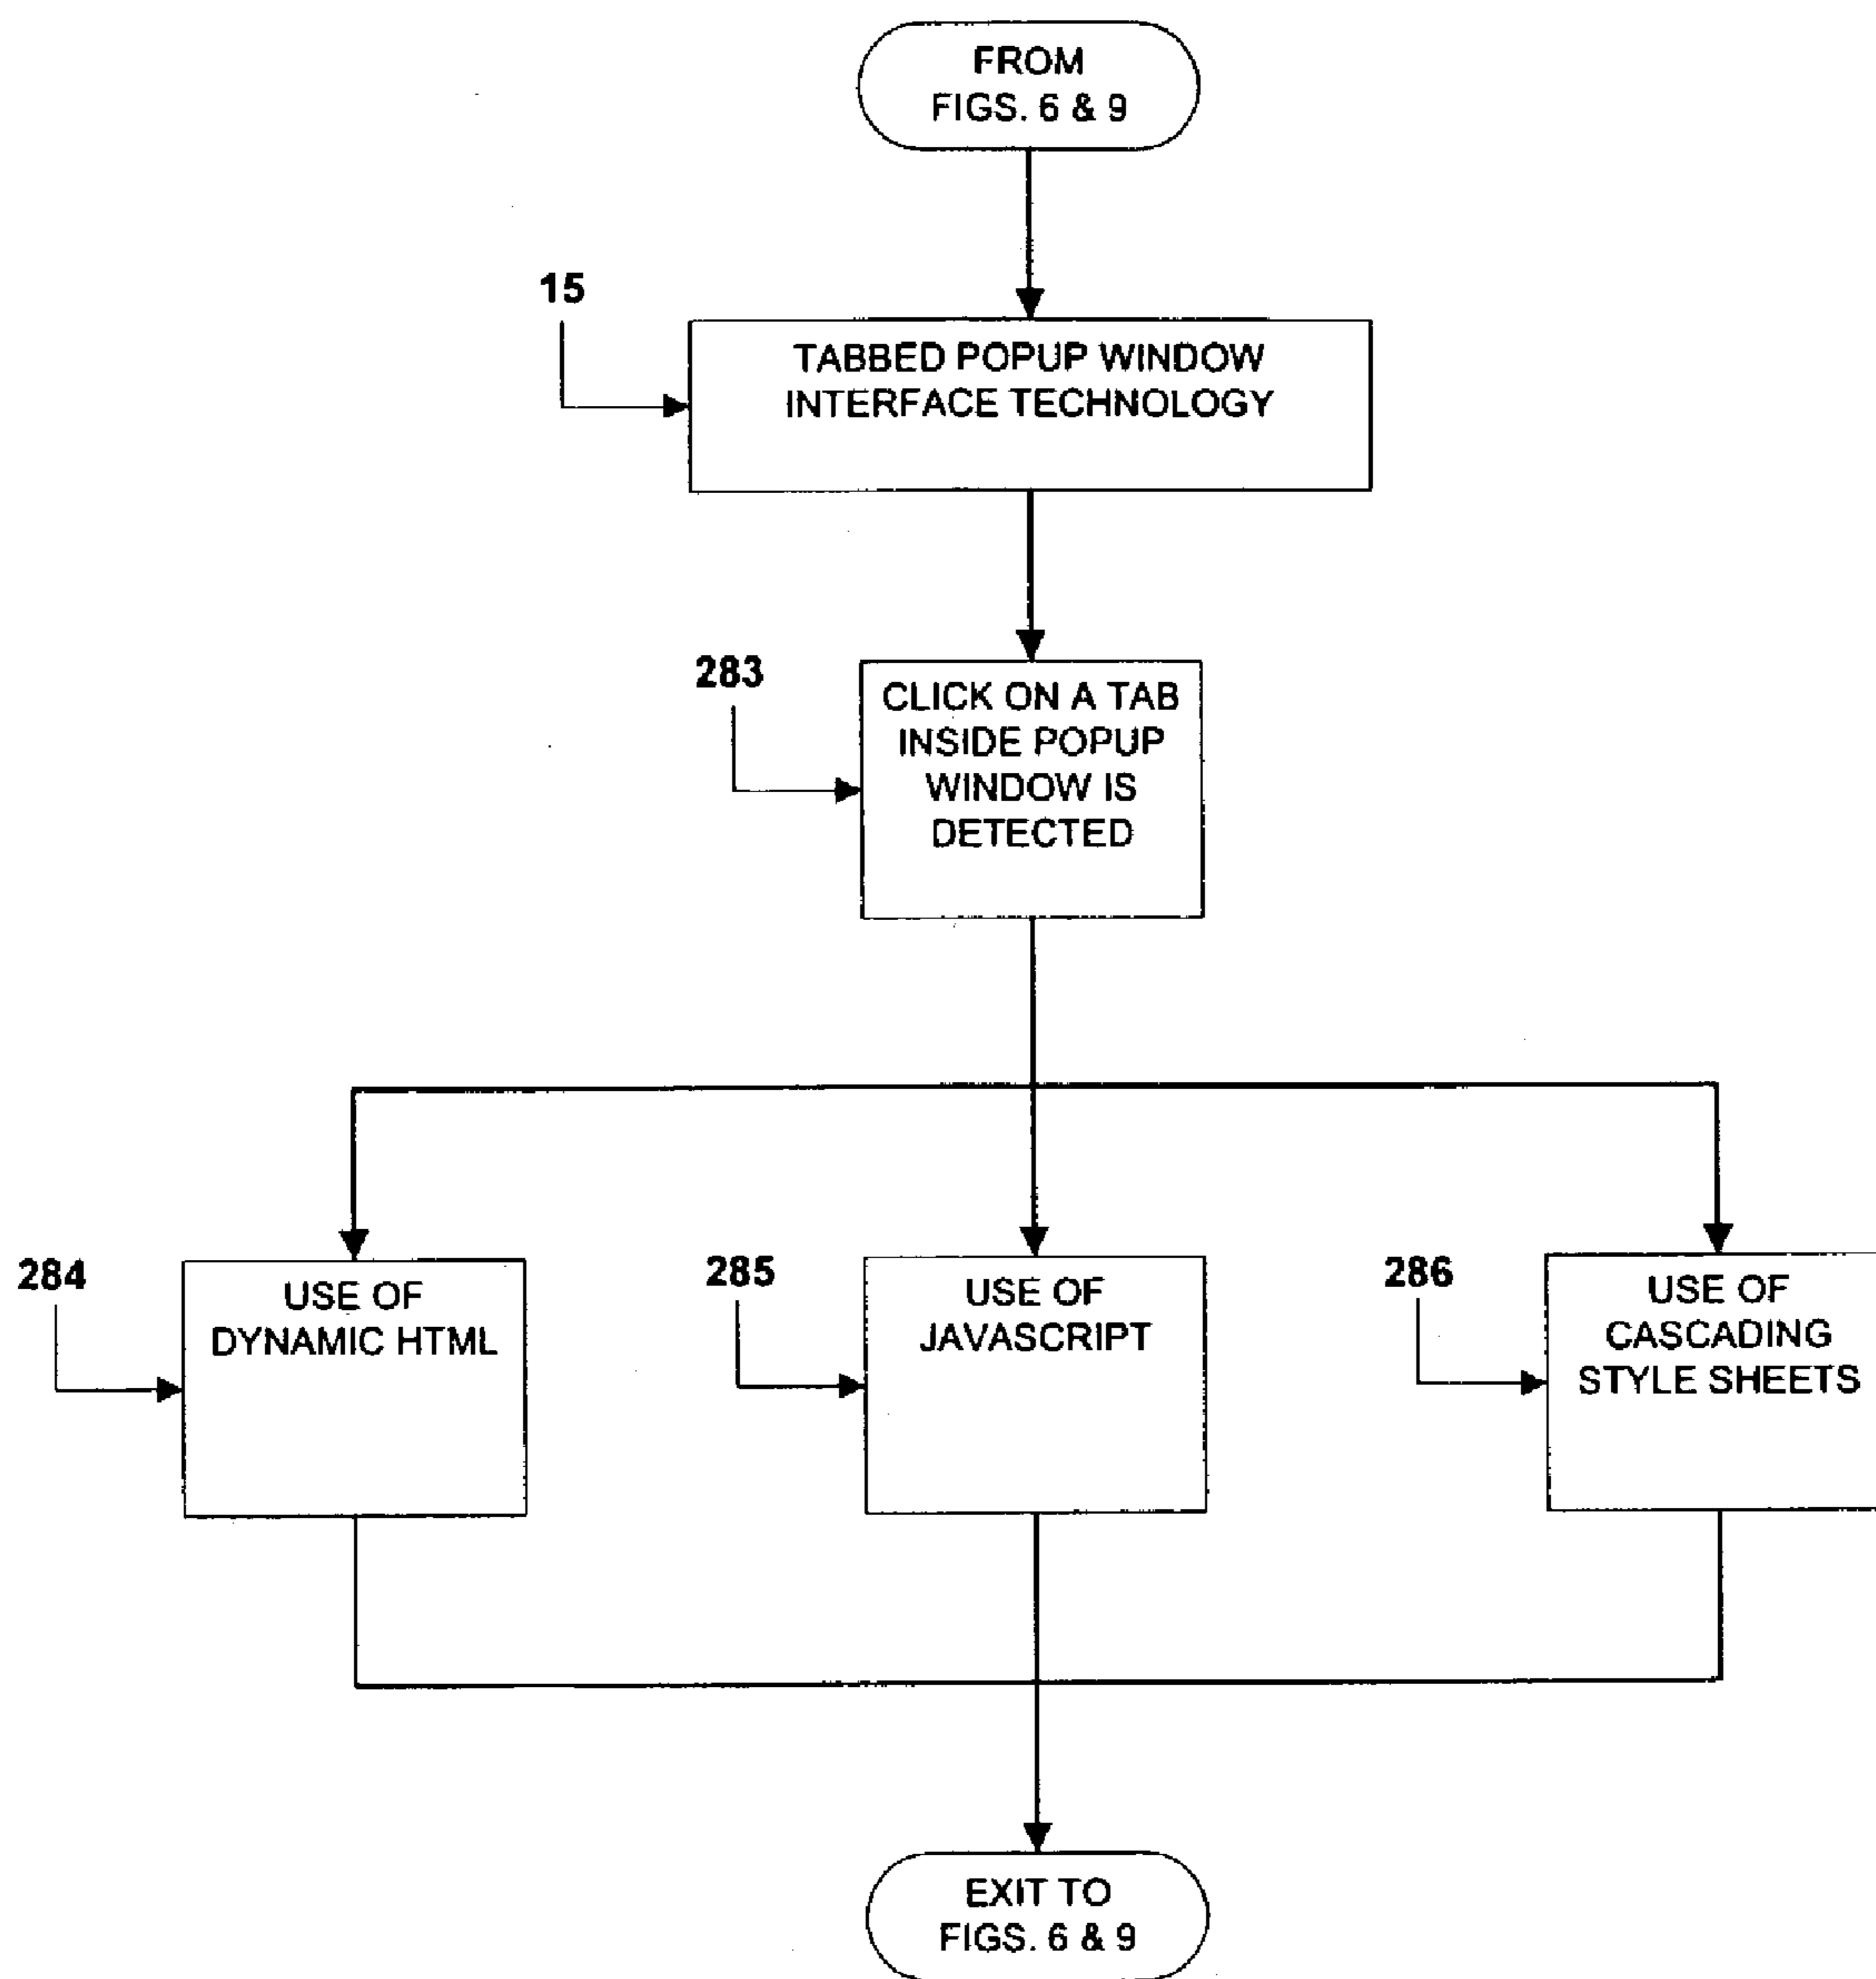 FROM
FIGS. 6 & 9
15
TABBED POPUP WINDOW
INTERFACE TECHNOLOGY
283
CLICK ON A TAB
INSIDE POPUP
WINDOW IS
DETECTED
284
USE OF
DYNAMIC HTML
285
USE OF
JAVASCRIPT
286
USE OF
CASCADING
STYLE SHEETS
EXIT TO
FIGS. 6 & 9